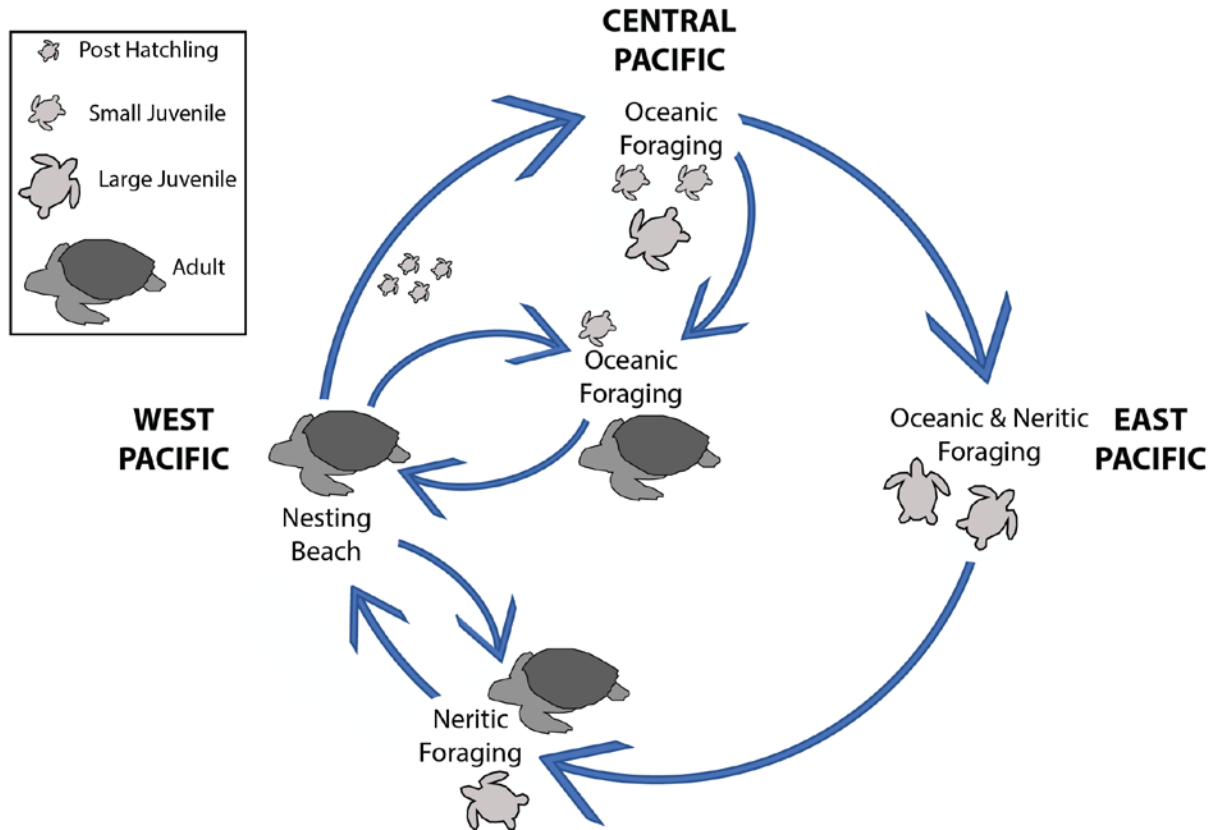 Post Hatchling
Small Juvenile
Large Juvenile
Adult
CENTRAL
PACIFIC
Oceanic
Foraging
Oceanic
Foraging
WEST
PACIFIC
Nesting
Beach
Oceanic & Neritic
Foraging
EAST
PACIFIC
Neritic
Foraging